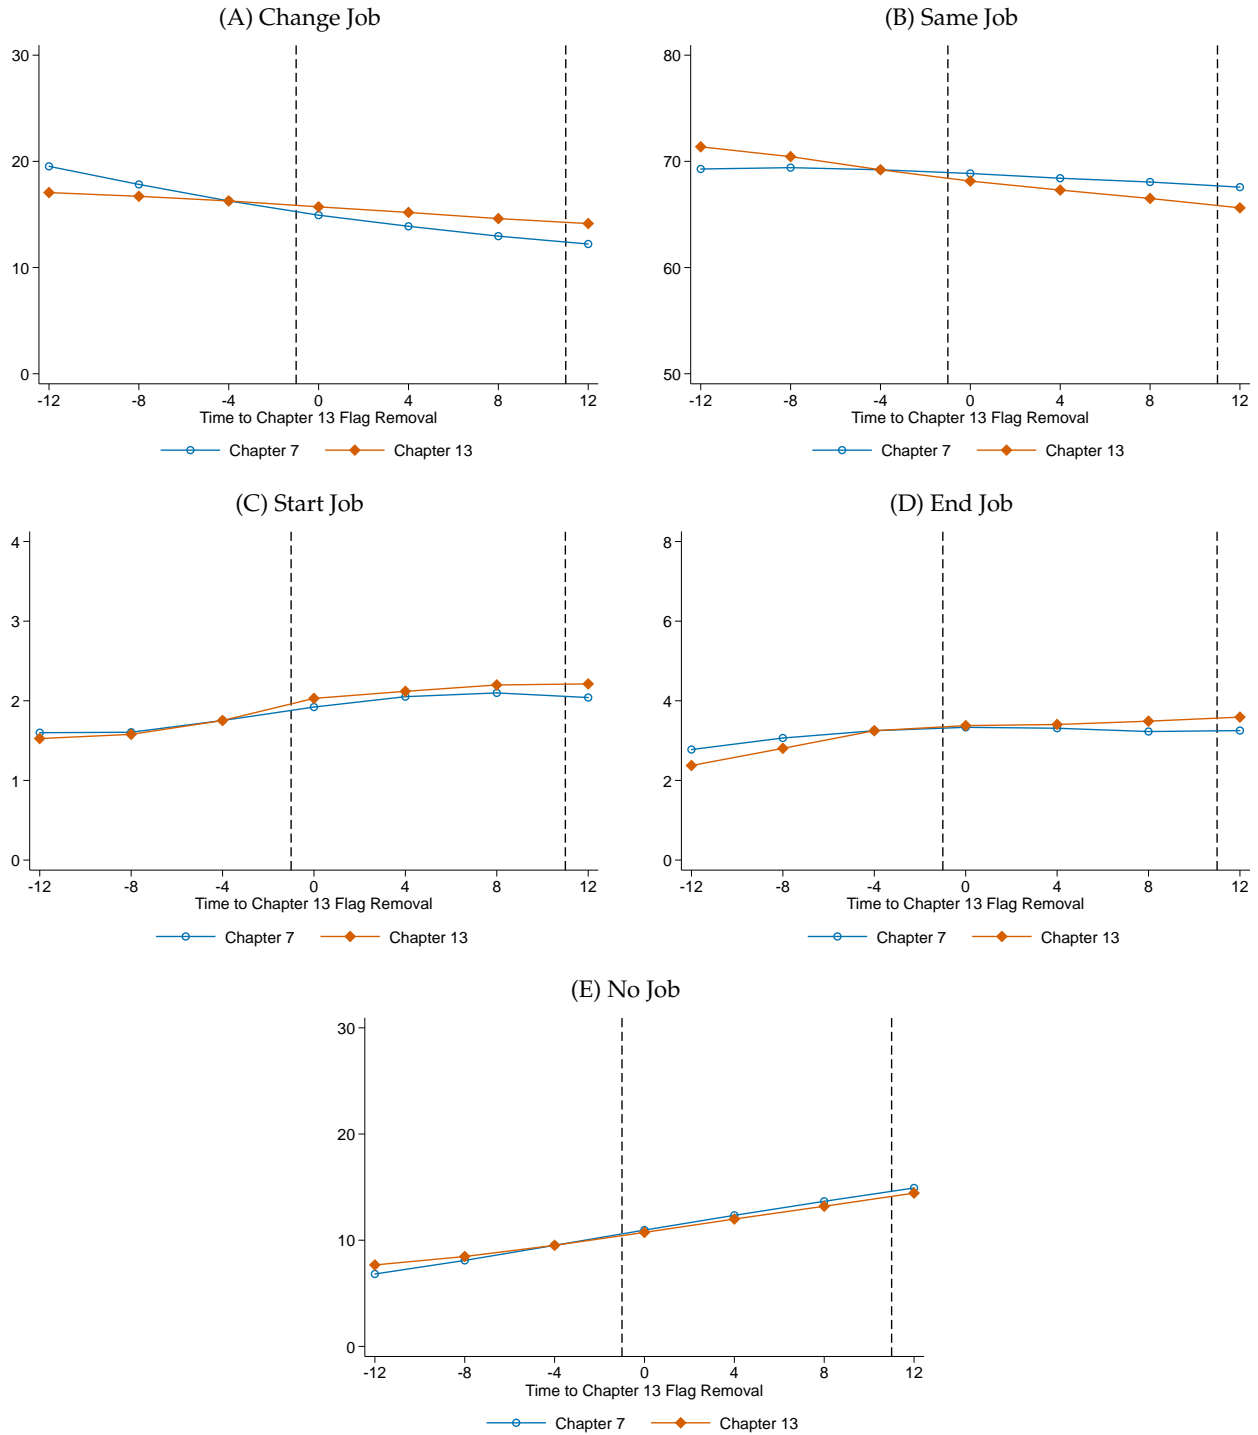 (A) Change Job
30
20
10
0
-12 -8 -4 0 4 8 12
Time to Chapter 13 Flag Removal
Chapter 7 Chapter 13
(B) Same Job
80
70
60
50
-12 -8 -4 0 4 8 12
Time to Chapter 13 Flag Removal
Chapter 7 Chapter 13
(C) Start Job
4
3
2
1
0
-12 -8 -4 0 4 8 12
Time to Chapter 13 Flag Removal
Chapter 7 Chapter 13
(D) End Job
8
6
4
2
0
-12 -8 -4 0 4 8 12
Time to Chapter 13 Flag Removal
Chapter 7 Chapter 13
(E) No Job
30
20
10
0
-12 -8 -4 0 4 8 12
Time to Chapter 13 Flag Removal
Chapter 7 Chapter 13